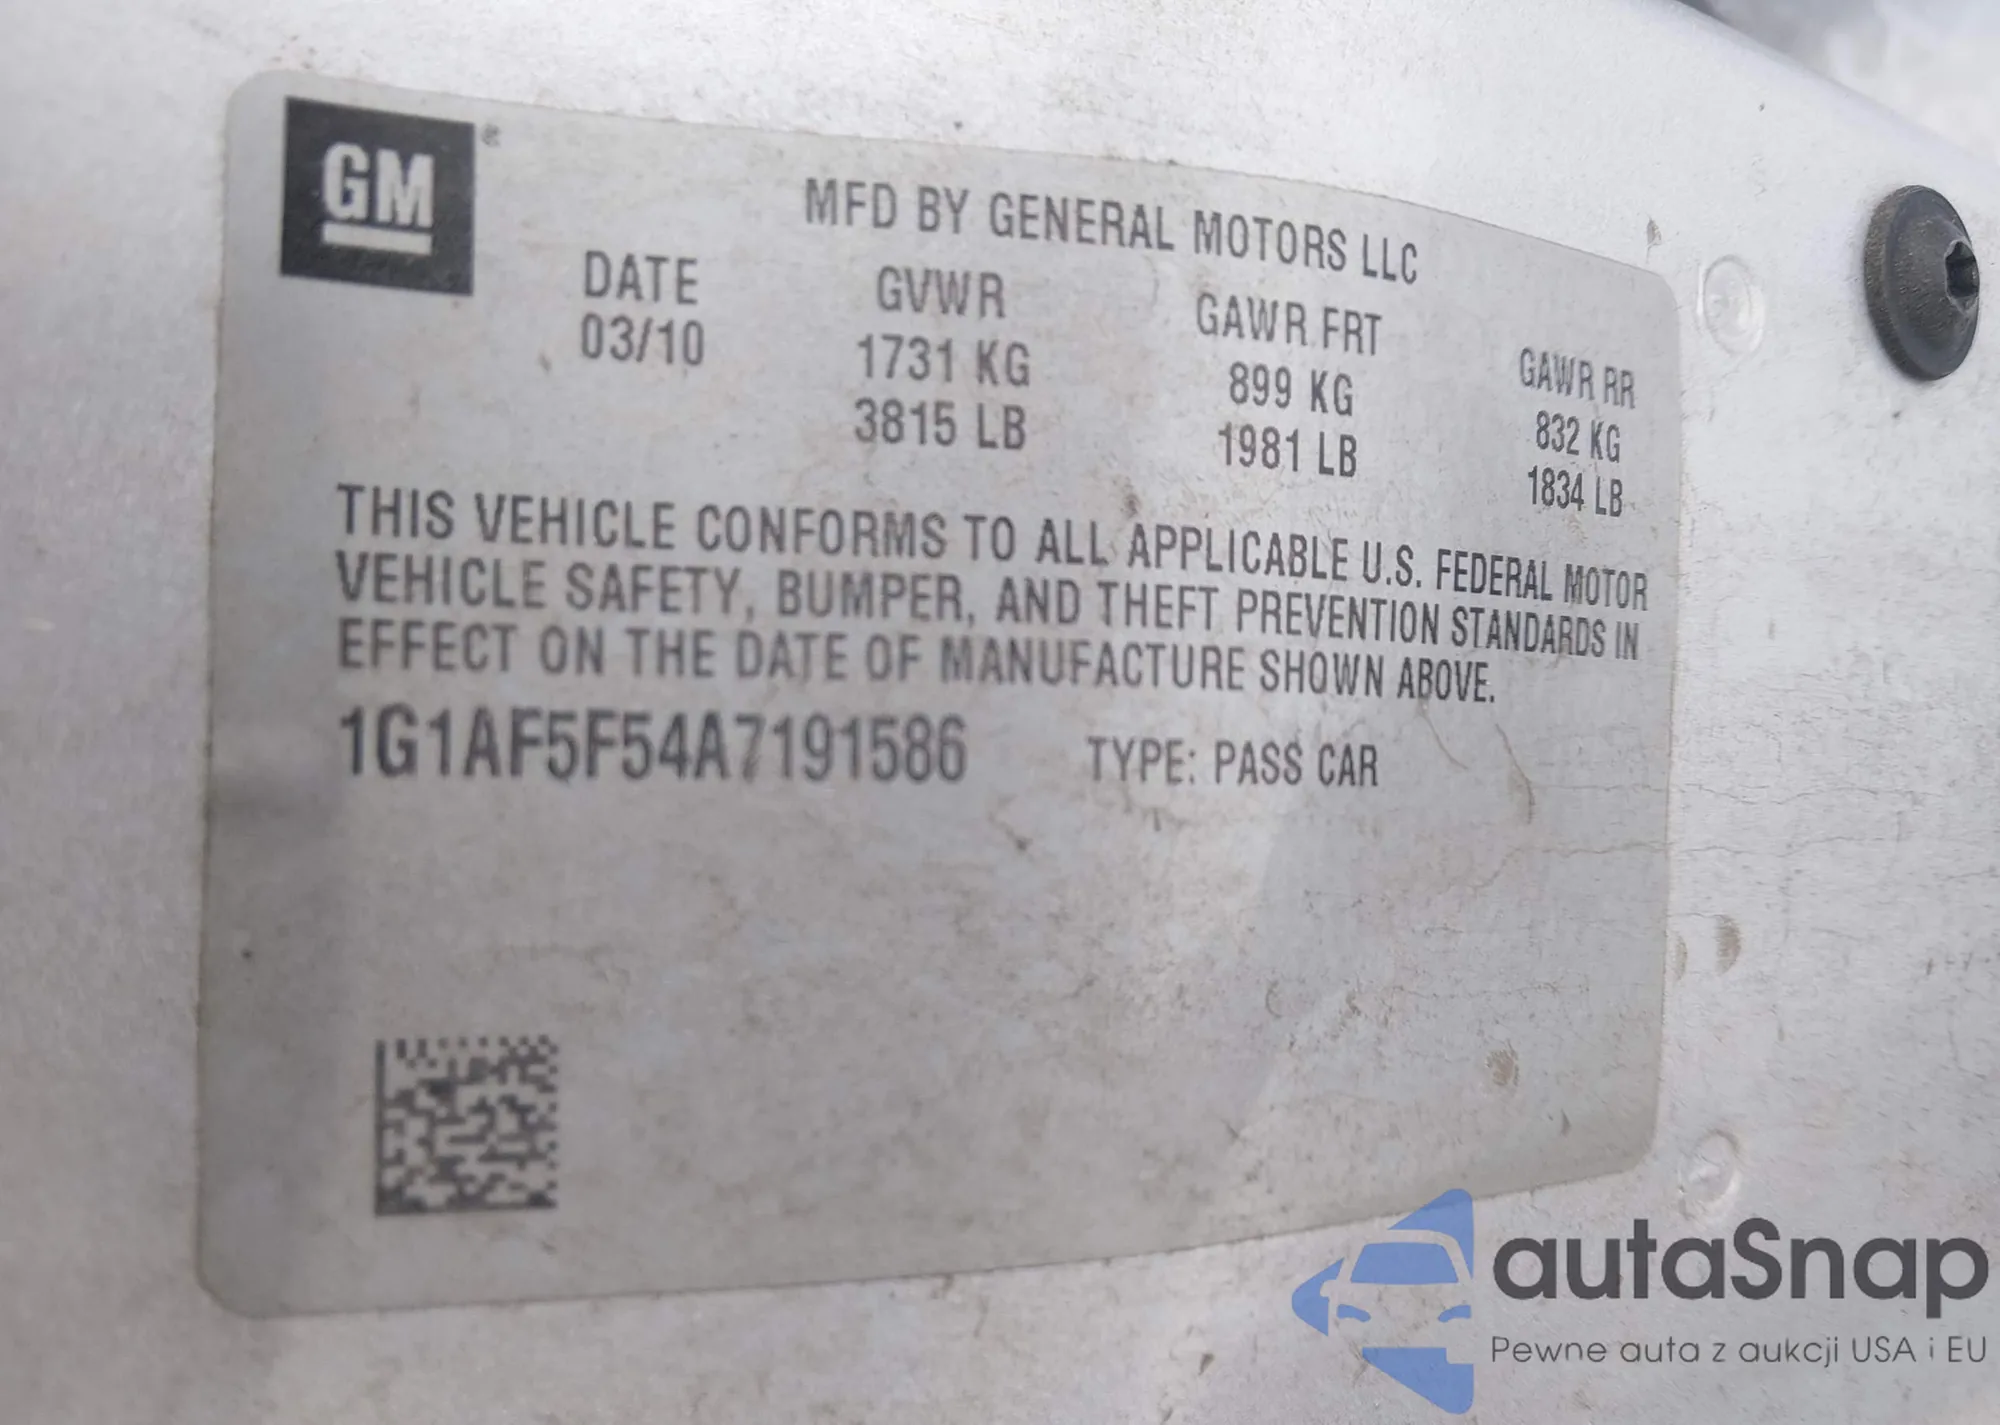 GM®
MFD BY GENERAL MOTORS LLC
DATE GVWR GAWR FRT GAWR RR
03/10 1731 KG 899 KG 832 KG
3815 LB 1981 LB 1834 LB
THIS VEHICLE CONFORMS TO ALL APPLICABLE U.S. FEDERAL MOTOR
VEHICLE SAFETY, BUMPER, AND THEFT PREVENTION STANDARDS IN
EFFECT ON THE DATE OF MANUFACTURE SHOWN ABOVE.
1G1AF5F54A7191586 TYPE: PASS CAR
autaSnap
Pewne auta z aukcji USA i EU